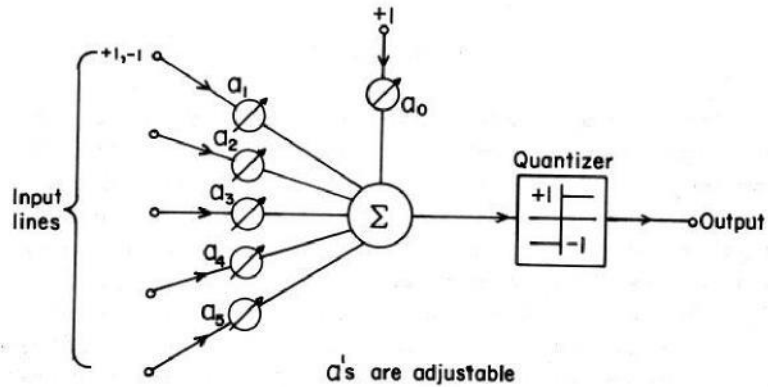 +1
+1,-1
a1
a0
a2
Quantizer
Input
lines
a3
Σ
+1
-1
Output
a4
a5
a's are adjustable